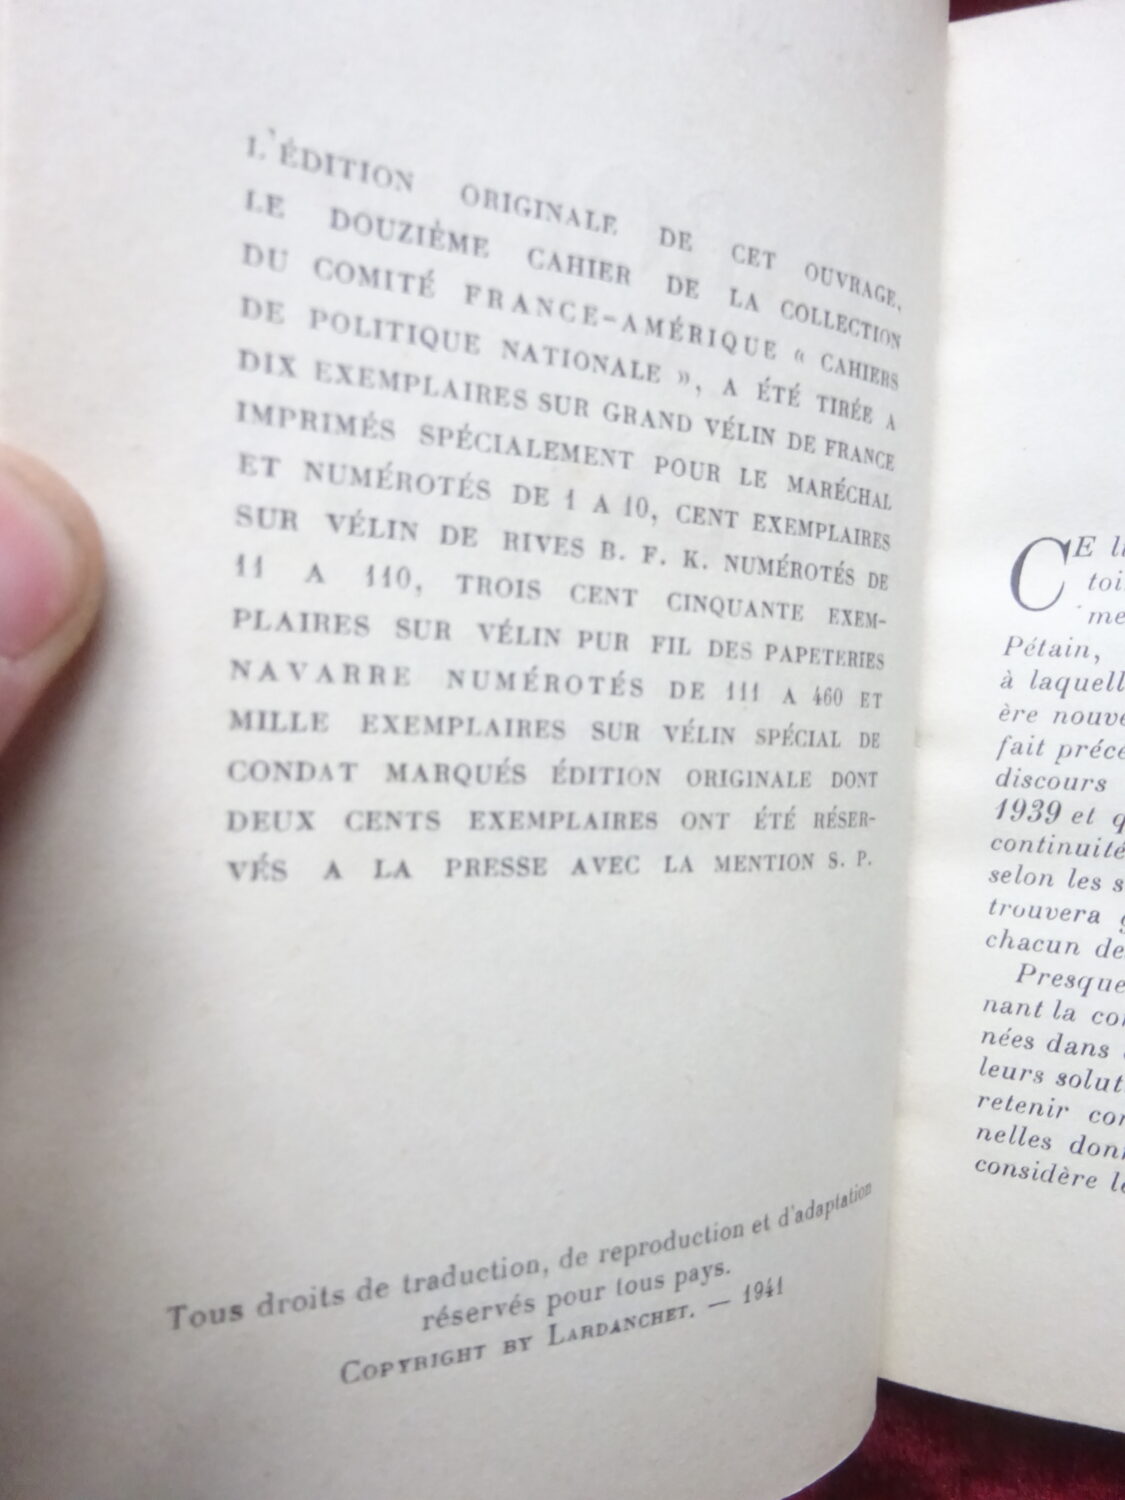 L'ÉDITION ORIGINALE DE CET OUVRAGE,
LE DOUZIÈME CAHIER DE LA COLLECTION
DU COMITÉ FRANCE-AMÉRIQUE « CAHIERS
DE POLITIQUE NATIONALE », A ÉTÉ TIRÉE A
DIX EXEMPLAIRES SUR GRAND VÉLIN DE FRANCE
IMPRIMÉS SPÉCIALEMENT POUR LE MARÉCHAL
ET NUMÉROTÉS DE 1 A 10, CENT EXEMPLAIRES
SUR VÉLIN DE RIVES B. F. K. NUMÉROTÉS DE
11 A 110, TROIS CENT CINQUANTE EXEM-
PLAIRES SUR VÉLIN PUR FIL DES PAPETERIES
NAVARRE NUMÉROTÉS DE 111 A 460 ET
MILLE EXEMPLAIRES SUR VÉLIN SPÉCIAL DE
CONDAT MARQUÉS ÉDITION ORIGINALE DONT
DEUX CENTS EXEMPLAIRES ONT ÉTÉ RÉSER-
VÉS A LA PRESSE AVEC LA MENTION S. P.
Tous droits de traduction, de reproduction et d'adaptation
réservés pour tous pays.
COPYRIGHT BY LARDANCHET. — 1941
CE
Pétain,
à
ère
fait
discours
1939 et
continuité
selon les
trouvera
chacun
Presque
nant la
nées dans
leurs
retenir
nelles
considère